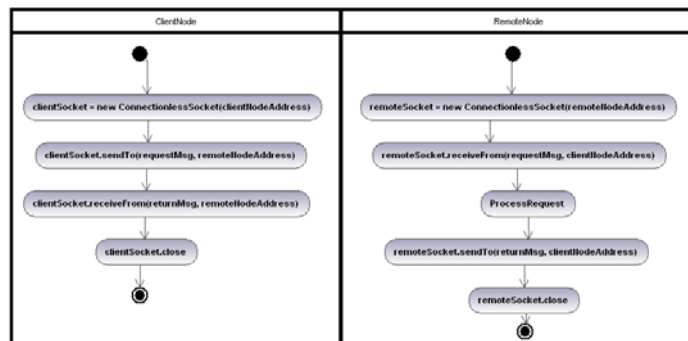 ClientNode
clientSocket = new ConnectionlessSocket(clientNodeAddress)
clientSocket.sendTo(requestMsg, remoteNodeAddress)
clientSocket.receiveFrom(returnMsg, remoteNodeAddress)
clientSocket.close
RemoteNode
remoteSocket = new ConnectionlessSocket(remoteNodeAddress)
remoteSocket.receiveFrom(requestMsg, clientNodeAddress)
ProcessRequest
remoteSocket.sendTo(returnMsg, clientNodeAddress)
remoteSocket.close